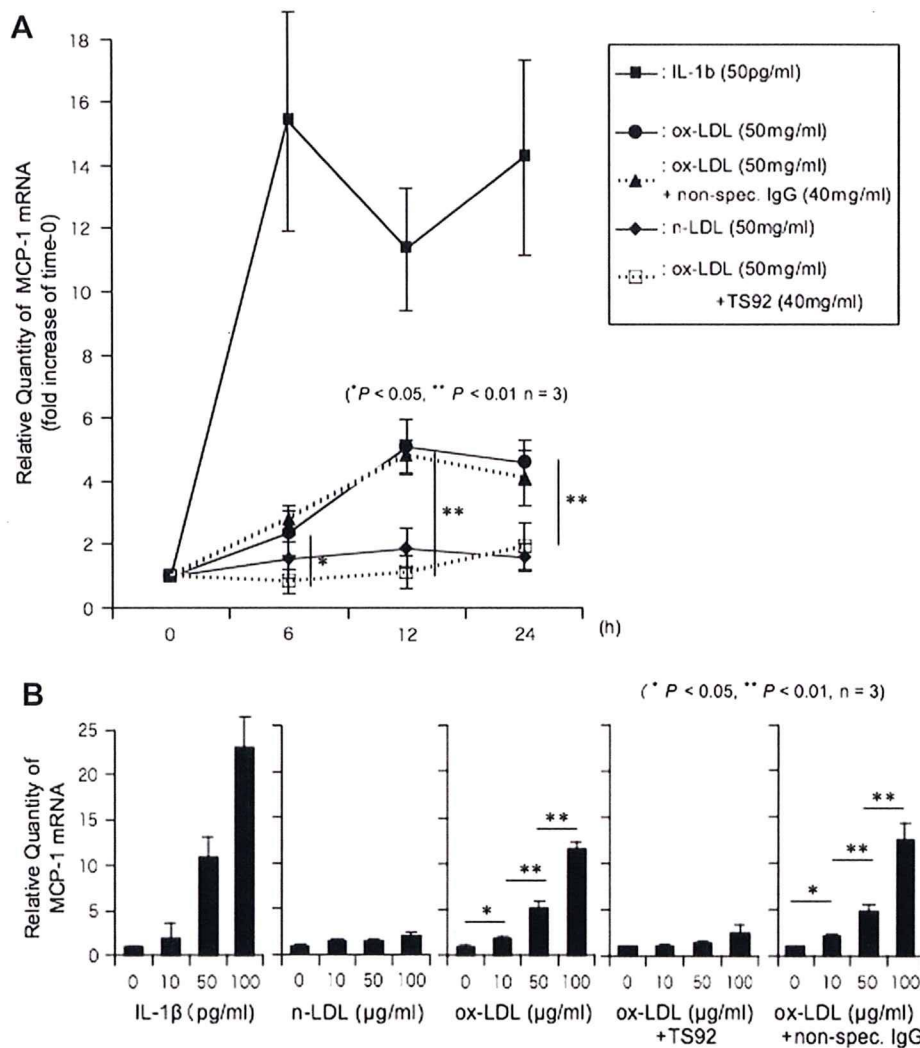 A
Relative Quantity of MCP-1 mRNA
(fold increase of time-0)
18
16
14
12
10
8
6
4
2
0
0 6 12 24 (h)
(* P < 0.05, ** P < 0.01 n = 3)
*
**
**
: IL-1b (50pg/ml)
: ox-LDL (50mg/ml)
: ox-LDL (50mg/ml)
+ non-spec. IgG (40mg/ml)
: n-LDL (50mg/ml)
: ox-LDL (50mg/ml)
+TS92 (40mg/ml)
B
(* P < 0.05, ** P < 0.01, n = 3)
Relative Quantity of
MCP-1 mRNA
25
20
15
10
5
0
* ** **
* ** **
0 10 50 100 0 10 50 100 0 10 50 100 0 10 50 100 0 10 50 100
IL-1β (pg/ml) n-LDL (µg/ml) ox-LDL (µg/ml) ox-LDL (µg/ml) ox-LDL (µg/ml)
+TS92 +non-spec. IgG